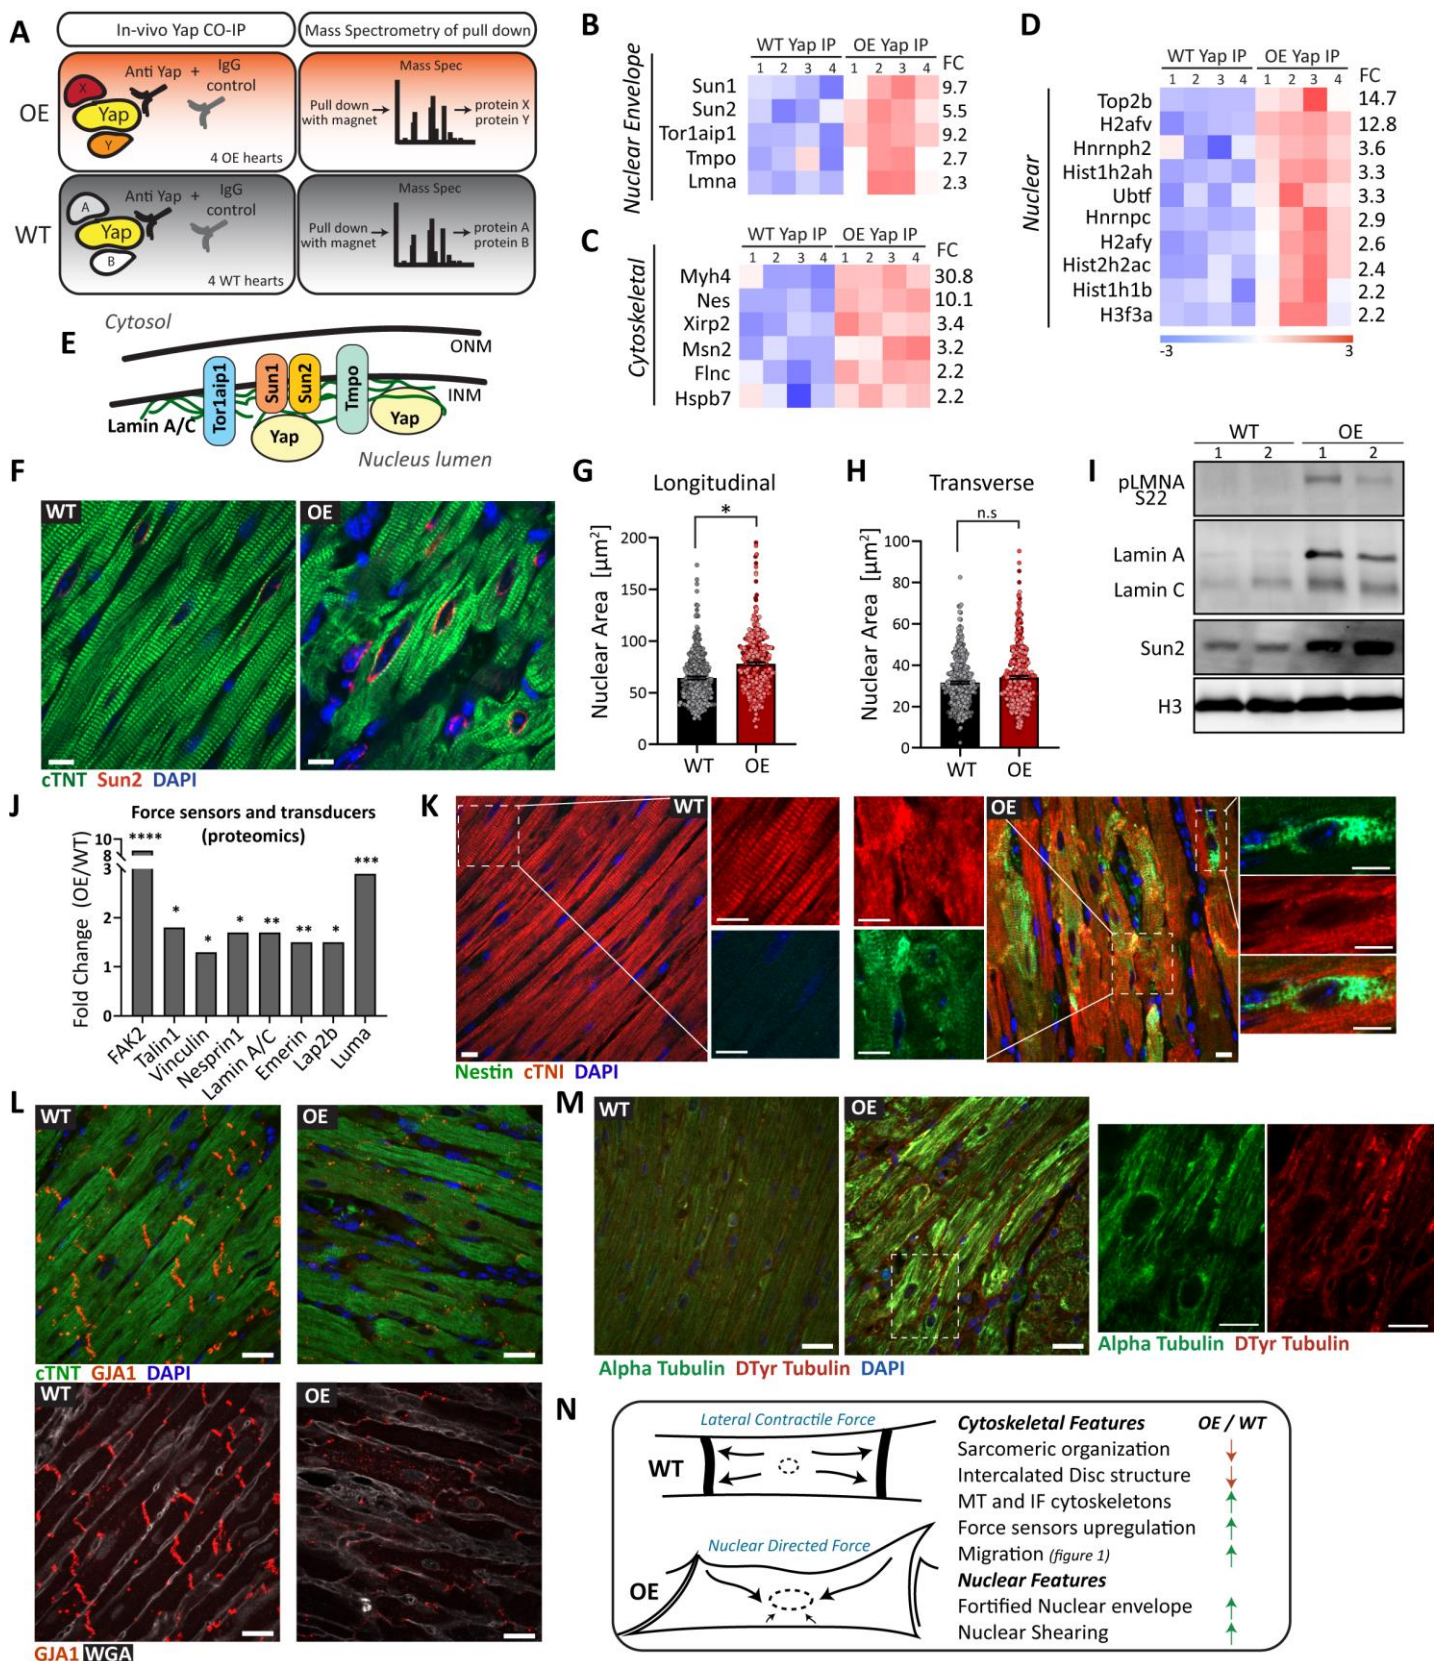 A
In-vivo Yap CO-IP
Mass Spectrometry of pull down
OE
X
Yap
Y
Anti Yap + IgG control
4 OE hearts
Mass Spec
Pull down with magnet
protein X
protein Y
WT
A
Yap
B
Anti Yap + IgG control
4 WT hearts
Mass Spec
Pull down with magnet
protein A
protein B
B
Nuclear Envelope
WT Yap IP OE Yap IP FC
1 2 3 4 1 2 3 4
Sun1 9.7
Sun2 5.5
Tor1aip1 9.2
Tmpo 2.7
Lmna 2.3
C
Cytoskeletal
WT Yap IP OE Yap IP FC
1 2 3 4 1 2 3 4
Myh4 30.8
Nes 10.1
Xirp2 3.4
Msn2 3.2
Flnc 2.2
Hspb7 2.2
D
Nuclear
WT Yap IP OE Yap IP FC
1 2 3 4 1 2 3 4
Top2b 14.7
H2afv 12.8
Hnrnph2 3.6
Hist1h2ah 3.3
Ubtf 3.3
Hnrnpc 2.9
H2afy 2.6
Hist2h2ac 2.4
Hist1h1b 2.2
H3f3a 2.2
-3 3
E
Cytosol
ONM
INM
Lamin A/C
Tor1aip1
Sun1
Sun2
Tmpo
Yap
Yap
Nucleus lumen
F
WT
OE
cTNT Sun2 DAPI
G
Longitudinal
*
Nuclear Area [µm²]
200
150
100
50
0
WT OE
H
Transverse
n.s
Nuclear Area [µm²]
100
80
60
40
20
0
WT OE
I
WT OE
1 2 1 2
pLMNA
S22
Lamin A
Lamin C
Sun2
H3
J
Force sensors and transducers
(proteomics)
Fold Change (OE/WT)
10
8
3
2
1
0
**** * * * ** ** * ***
FAK2
Talin1
Vinculin
Nesprin1
Lamin A/C
Emerin
Lap2b
Luma
K
WT
OE
Nestin cTNI DAPI
L
WT
OE
cTNT GJA1 DAPI
WT
OE
GJA1 WGA
M
WT
OE
Alpha Tubulin DTyr Tubulin DAPI
Alpha Tubulin DTyr Tubulin
N
Lateral Contractile Force
WT
Nuclear Directed Force
OE
Cytoskeletal Features OE / WT
Sarcomeric organization ↓
Intercalated Disc structure ↓
MT and IF cytoskeletons ↑
Force sensors upregulation ↑
Migration (figure 1) ↑
Nuclear Features
Fortified Nuclear envelope ↑
Nuclear Shearing ↑